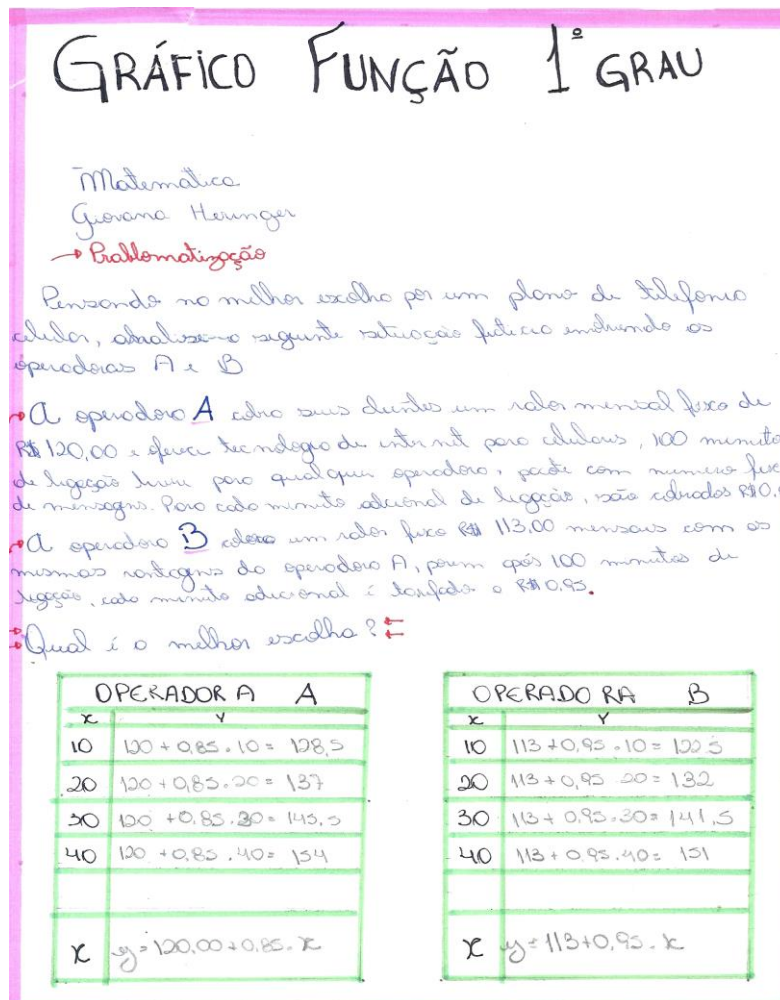 GRÁFICO FUNÇÃO 1º GRAU
Matemática
Giovana Heringer
→ Problematização
Pensando no melhor escolha por um plano de telefonia
celular, analise a seguinte situação fictícia envolvendo as
operadoras A e B
A operadora A cobra seus clientes um valor mensal fixo de
R$ 120,00 e oferece tecnologia de internet para celulares, 100 minutos
de ligação livre para qualquer operadora, pacote com numero fixo
de mensagens. Para cada minuto adicional de ligação, são cobrados R$0,
A operadora B cobra um valor fixo R$ 113,00 mensais com as
mesmas vantagens da operadora A, porem após 100 minutos de
ligação, cada minuto adicional é tarifado a R$ 0,95.
Qual é o melhor escolha?
OPERADORA A
x Y
10 120 + 0,85 . 10 = 128,5
20 120 + 0,85 . 20 = 137
30 120 + 0,85 . 30 = 145,5
40 120 + 0,85 . 40 = 154
x y = 120,00 + 0,85 . x
OPERADORA B
x Y
10 113 + 0,95 . 10 = 122,5
20 113 + 0,95 20 = 132
30 113 + 0,95 . 30 = 141,5
40 113 + 0,95 . 40 = 151
x y = 113 + 0,95 . x